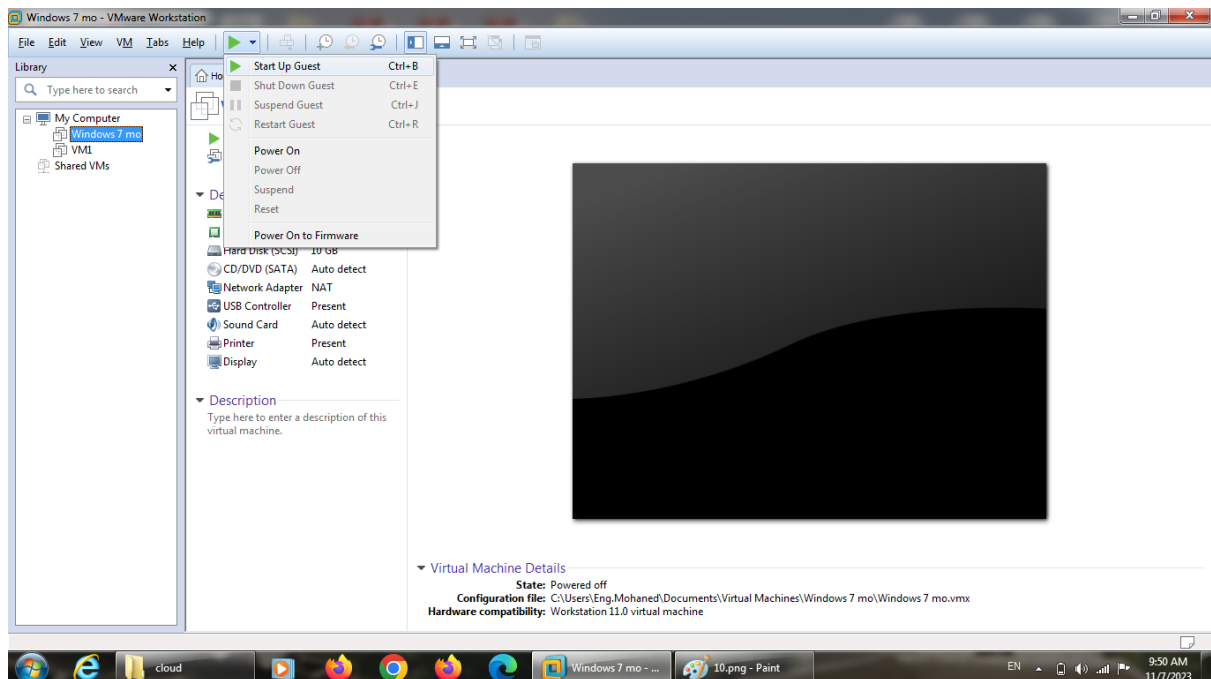 Windows 7 mo - VMware Workstation
File Edit View VM Tabs Help
Library
Type here to search
My Computer
Windows 7 mo
VM1
Shared VMs
Start Up Guest Ctrl+B
Shut Down Guest Ctrl+E
Suspend Guest Ctrl+J
Restart Guest Ctrl+R
Power On
Power Off
Suspend
Reset
Power On to Firmware
Hard Disk (SCSI) 10 GB
CD/DVD (SATA) Auto detect
Network Adapter NAT
USB Controller Present
Sound Card Auto detect
Printer Present
Display Auto detect
Description
Type here to enter a description of this
virtual machine.
Virtual Machine Details
State: Powered off
Configuration file: C:\Users\Eng.Mohaned\Documents\Virtual Machines\Windows 7 mo\Windows 7 mo.vmx
Hardware compatibility: Workstation 11.0 virtual machine
cloud
Windows 7 mo - ...
10.png - Paint
EN
9:50 AM
11/7/2023